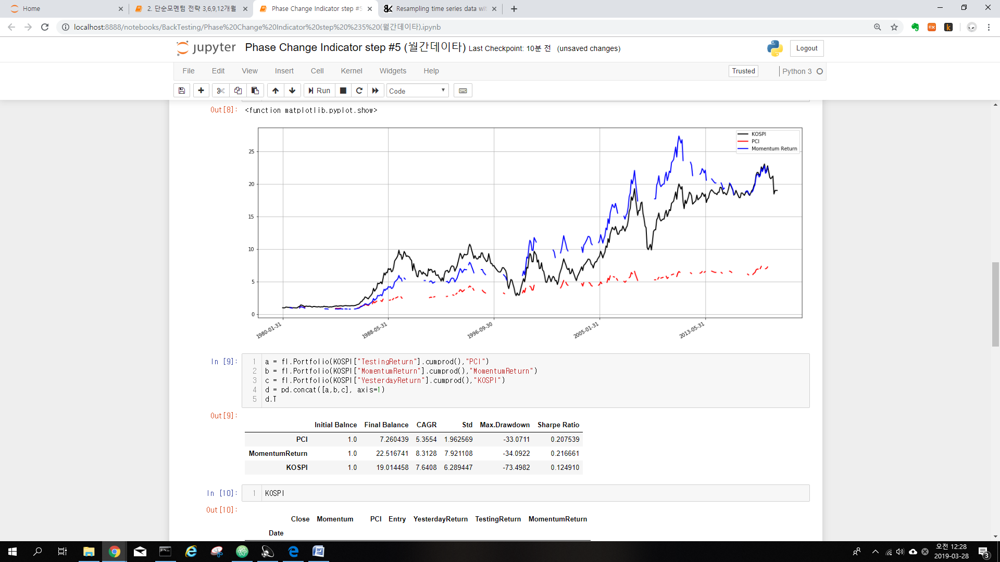 Home
2. 단순모멘텀 전략 3,6,9,12개월
Phase Change Indicator step #5
Resampling time series data wit
localhost:8888/notebooks/BackTesting/Phase%20Change%20Indicator%20step%20%235%20(월간데이타).ipynb
jupyter Phase Change Indicator step #5 (월간데이타) Last Checkpoint: 10분 전 (unsaved changes)
Logout
File Edit View Insert Cell Kernel Widgets Help
Trusted Python 3
Run Code
Out[8]: <function matplotlib.pyplot.show>
KOSPI
PCI
Momentum Return
25
20
15
10
5
0
1980-01-31 1988-05-31 1996-09-30 2005-01-31 2013-05-31
In [9]:
1 a = fl.Portfolio(KOSPI["TestingReturn"].cumprod(),"PCI")
2 b = fl.Portfolio(KOSPI["MomentumReturn"].cumprod(),"MomentumReturn")
3 c = fl.Portfolio(KOSPI["YesterdayReturn"].cumprod(),"KOSPI")
4 d = pd.concat([a,b,c], axis=1)
5 d.T
Out[9]:
Initial Balnce Final Balance CAGR Std Max.Drawdown Sharpe Ratio
PCI 1.0 7.260439 5.3554 1.962569 -33.0711 0.207539
MomentumReturn 1.0 22.516741 8.3128 7.921108 -34.0922 0.216661
KOSPI 1.0 19.014458 7.6408 6.289447 -73.4982 0.124910
In [10]: 1 KOSPI
Out[10]:
Close Momentum PCI Entry YesterdayReturn TestingReturn MomentumReturn
Date
오전 12:28
2019-03-28
3